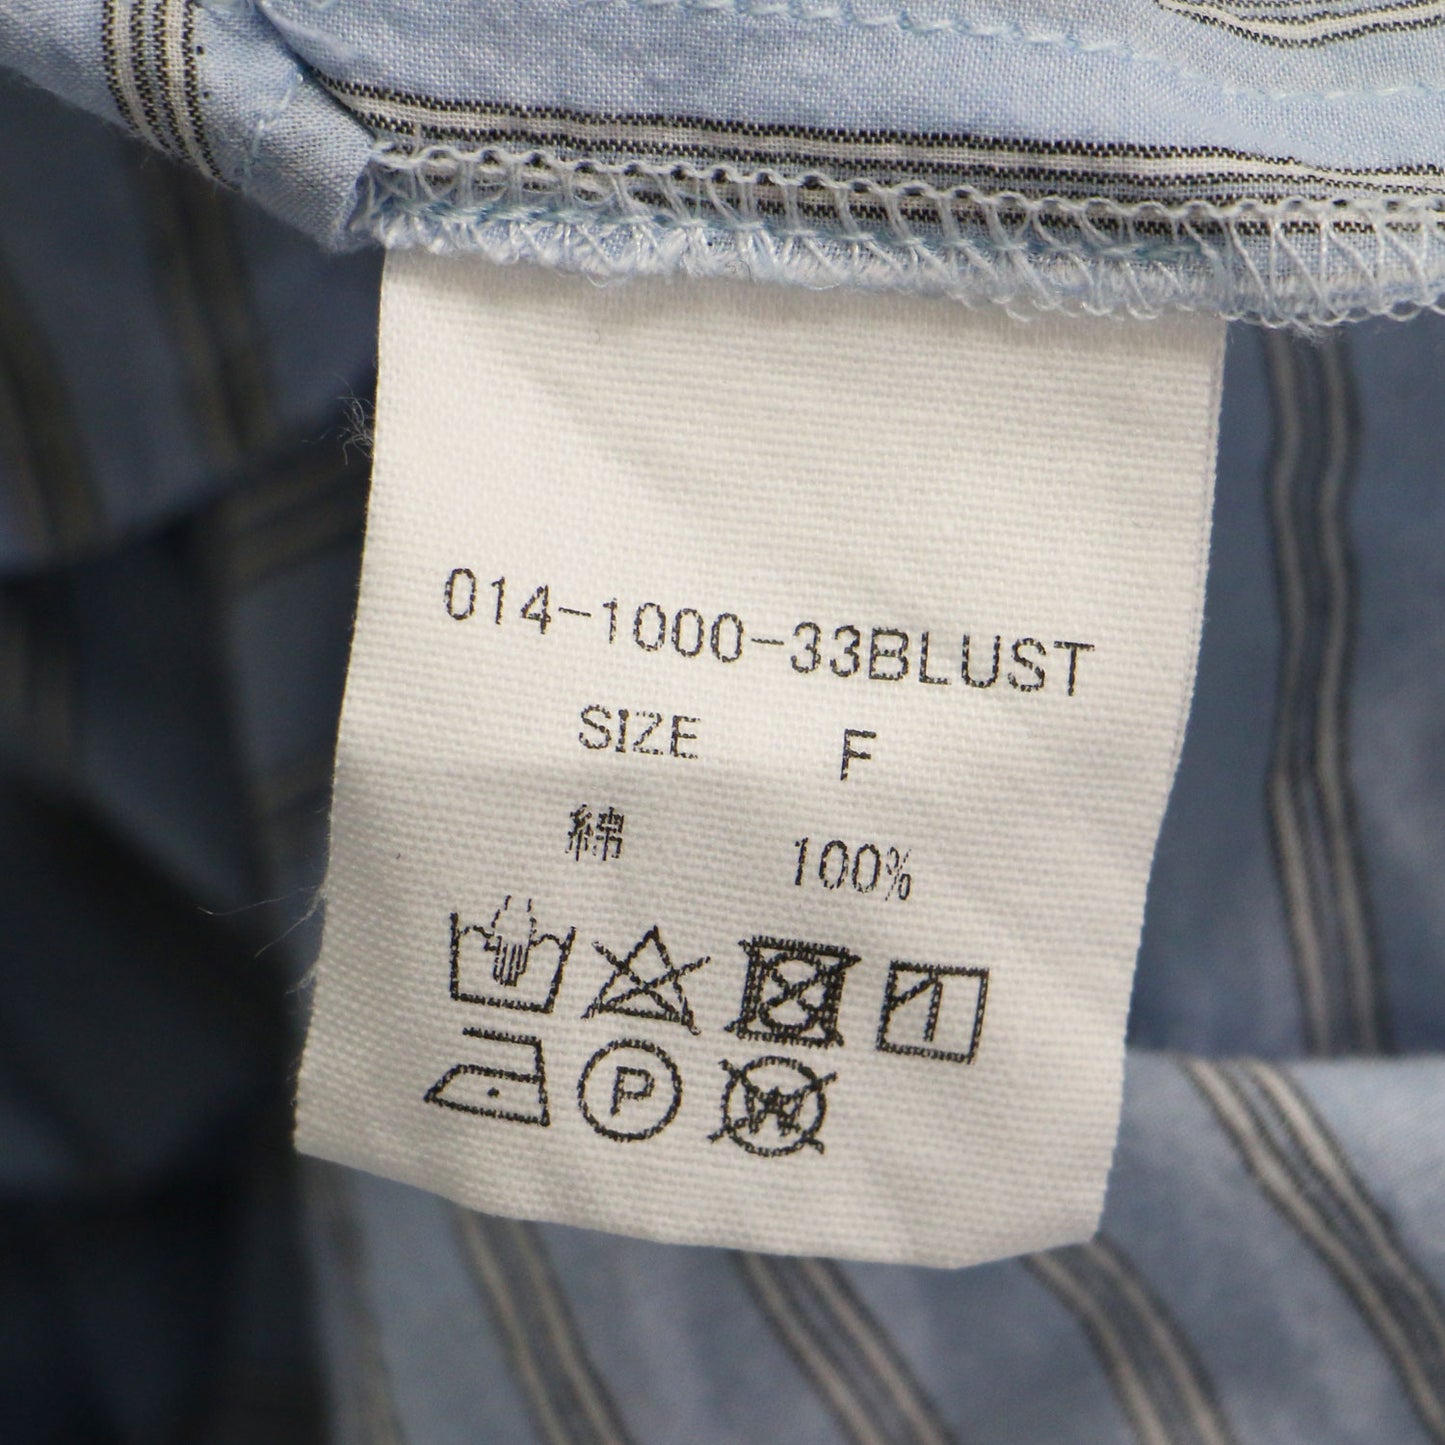 014-1000-33BLUST
SIZE F
綿 100%
P
W